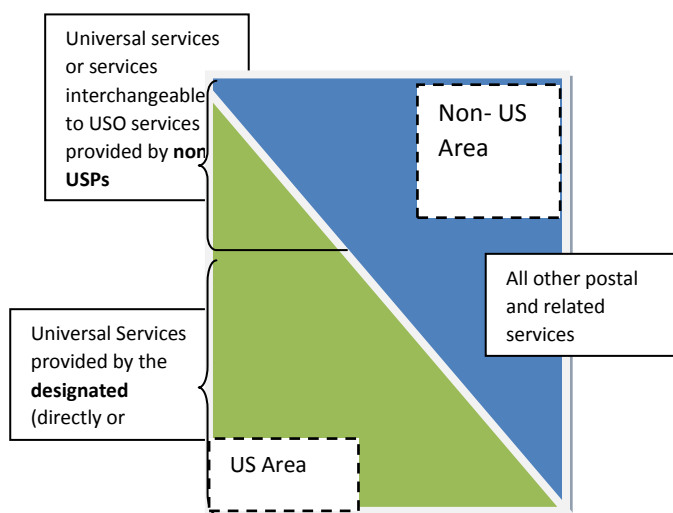 Universal services
or services
interchangeable
to USO services
provided by non
USPs
Non- US
Area
All other postal
and related
services
Universal Services
provided by the
designated
(directly or
US Area